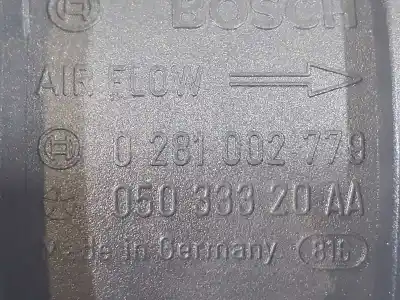 BOSCH
AIR FLOW
0 281 002 779
050 333 20 AA
Made in Germany